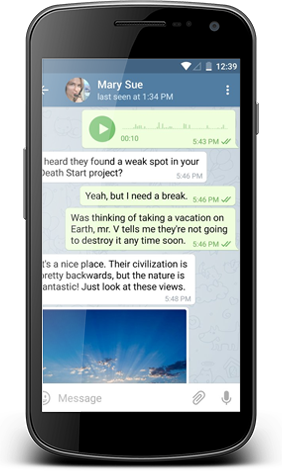 12:39
Mary Sue
last seen at 1:34 PM
00:10
5:43 PM
heard they found a weak spot in your
Death Start project?
5:46 PM
Yeah, but I need a break.
5:46 PM
Was thinking of taking a vacation on
Earth, mr. V tells me they're not going
to destroy it any time soon.
5:46 PM
t's a nice place. Their civilization is
pretty backwards, but the nature is
fantastic! Just look at these views.
5:48 PM
Message